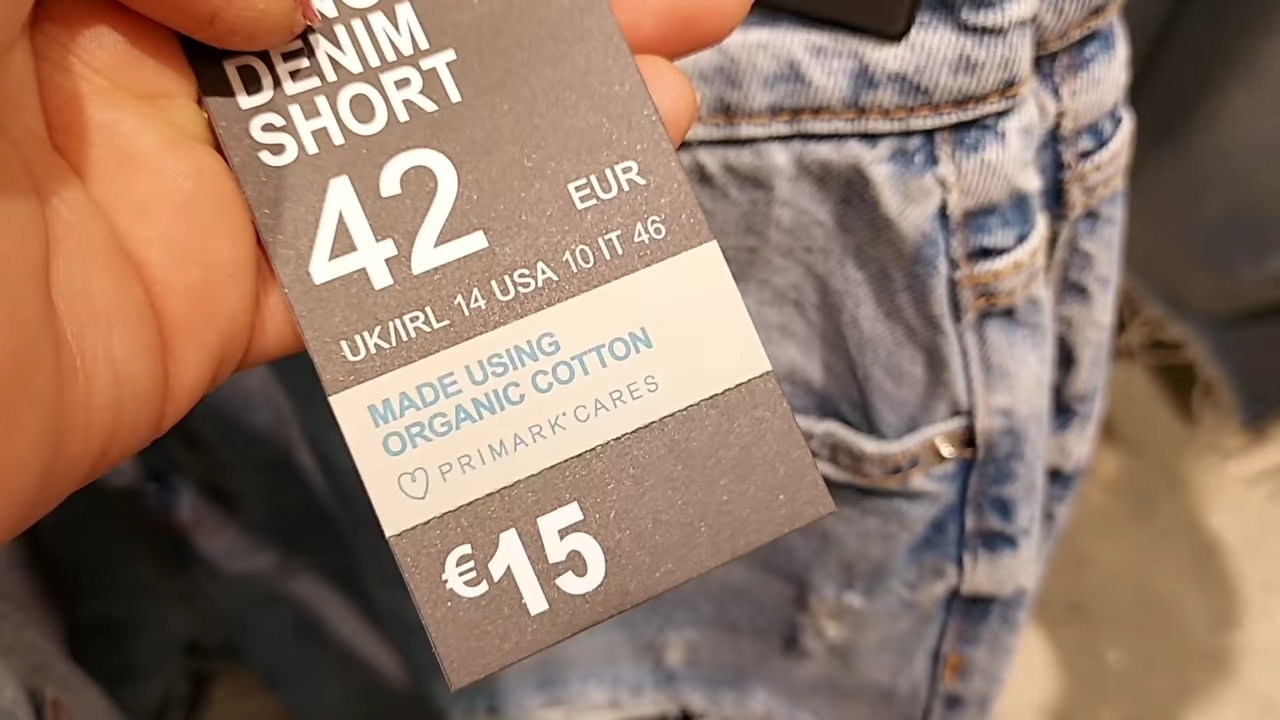 DENIM
SHORT
42 EUR
UK/IRL 14 USA 10 IT 46
MADE USING
ORGANIC COTTON
PRIMARK® CARES
€15